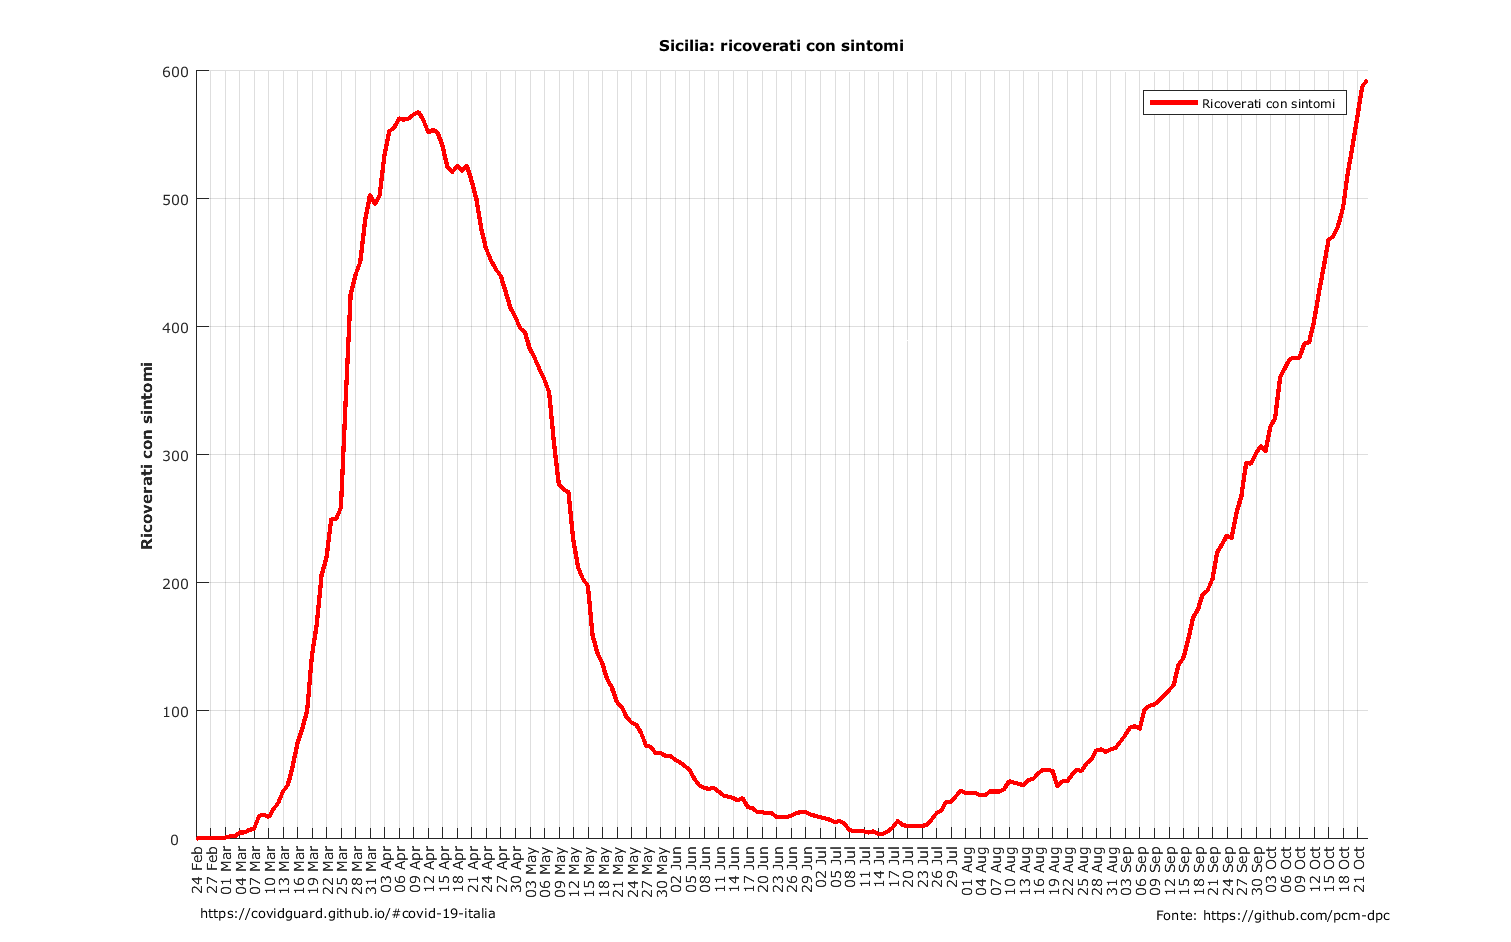 Sicilia: ricoverati con sintomi
Ricoverati con sintomi
600
500
400
300
200
100
0
Ricoverati con sintomi
24 Feb
27 Feb
01 Mar
04 Mar
07 Mar
10 Mar
13 Mar
16 Mar
19 Mar
22 Mar
25 Mar
28 Mar
31 Mar
03 Apr
06 Apr
09 Apr
12 Apr
15 Apr
18 Apr
21 Apr
24 Apr
27 Apr
30 Apr
03 May
06 May
09 May
12 May
15 May
18 May
21 May
24 May
27 May
30 May
02 Jun
05 Jun
08 Jun
11 Jun
14 Jun
17 Jun
20 Jun
23 Jun
26 Jun
29 Jun
02 Jul
05 Jul
08 Jul
11 Jul
14 Jul
17 Jul
20 Jul
23 Jul
26 Jul
29 Jul
01 Aug
04 Aug
07 Aug
10 Aug
13 Aug
16 Aug
19 Aug
22 Aug
25 Aug
28 Aug
31 Aug
03 Sep
06 Sep
09 Sep
12 Sep
15 Sep
18 Sep
21 Sep
24 Sep
27 Sep
30 Sep
03 Oct
06 Oct
09 Oct
12 Oct
15 Oct
18 Oct
21 Oct
https://covidguard.github.io/#covid-19-italia
Fonte: https://github.com/pcm-dpc